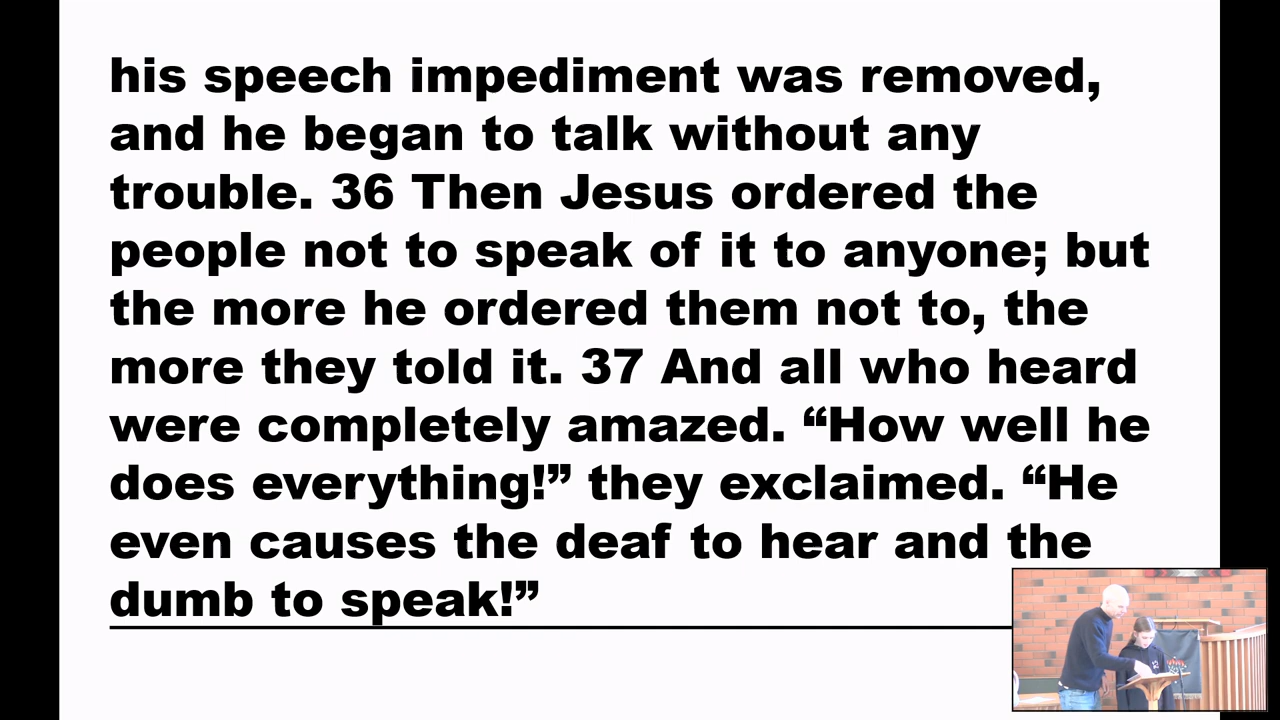 his speech impediment was removed,
and he began to talk without any
trouble. 36 Then Jesus ordered the
people not to speak of it to anyone; but
the more he ordered them not to, the
more they told it. 37 And all who heard
were completely amazed. “How well he
does everything!” they exclaimed. “He
even causes the deaf to hear and the
dumb to speak!”